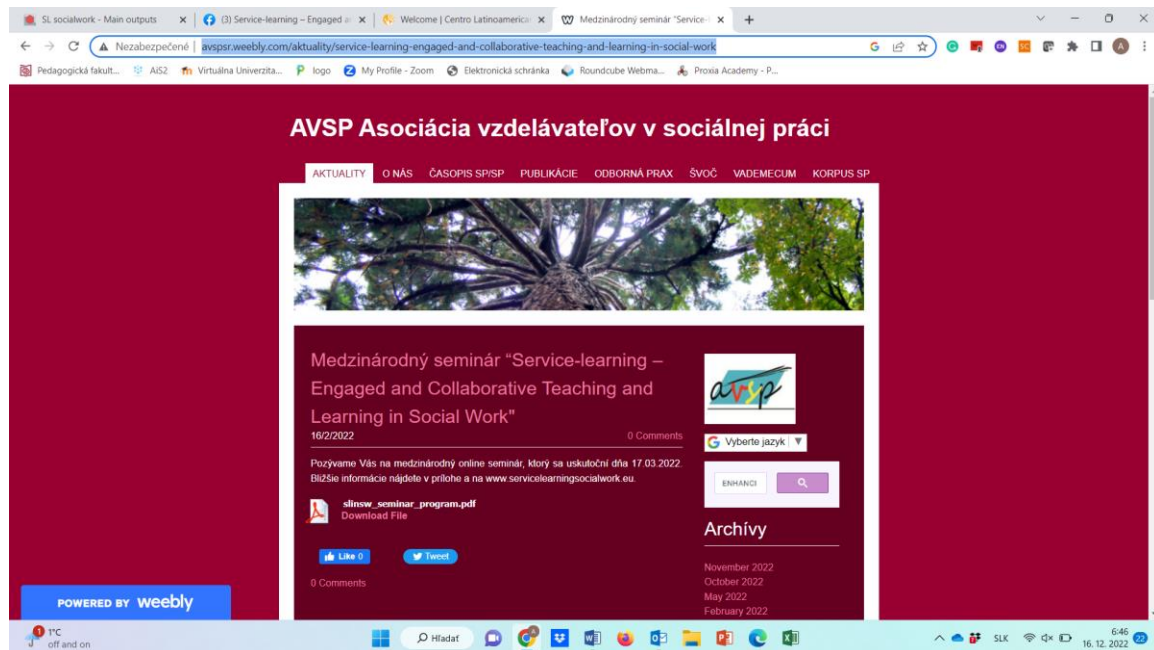 SL socialwork - Main outputs
(3) Service-learning – Engaged a
Welcome | Centro Latinoamerica
Medzinárodný seminár "Service-l
Nezabezpečené | avspsr.weebly.com/aktuality/service-learning-engaged-and-collaborative-teaching-and-learning-in-social-work
Pedagogická fakult... AiS2 Virtuálna Univerzita... logo My Profile - Zoom Elektronická schránka Roundcube Webma... Proxia Academy - P...
AVSP Asociácia vzdelávateľov v sociálnej práci
AKTUALITY O NÁS ČASOPIS SP/SP PUBLIKÁCIE ODBORNÁ PRAX ŠVOČ VADEMECUM KORPUS SP
Medzinárodný seminár “Service-learning –
Engaged and Collaborative Teaching and
Learning in Social Work"
16/2/2022 0 Comments
Pozývame Vás na medzinárodný online seminár, ktorý sa uskutoční dňa 17.03.2022.
Bližšie informácie nájdete v prílohe a na www.servicelearningsocialwork.eu.
slinsw_seminar_program.pdf
Download File
Like 0 Tweet
0 Comments
avsp
Vyberte jazyk ▼
ENHANCI
Archívy
November 2022
October 2022
May 2022
February 2022
POWERED BY weebly
1
1°C
off and on
Hľadať
SLK
6:46
16. 12. 2022
22